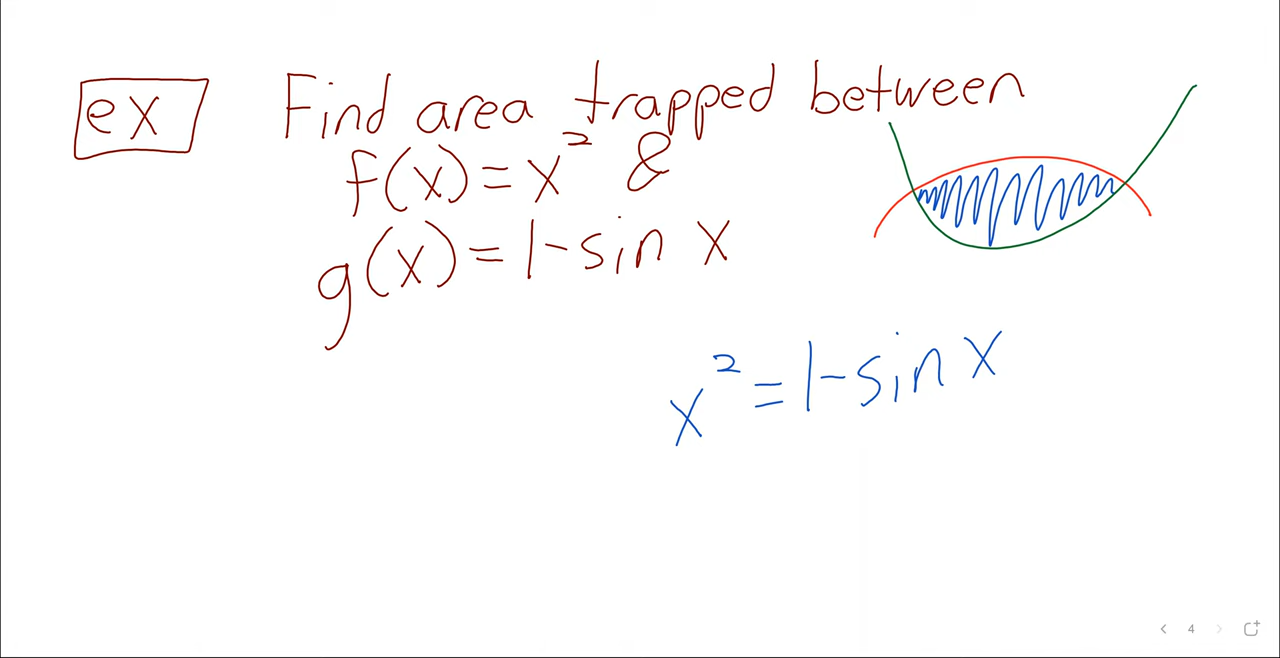 ex Find area trapped between
f(x)=x² &
g(x)=1-sin x
x²=1-sin x
4